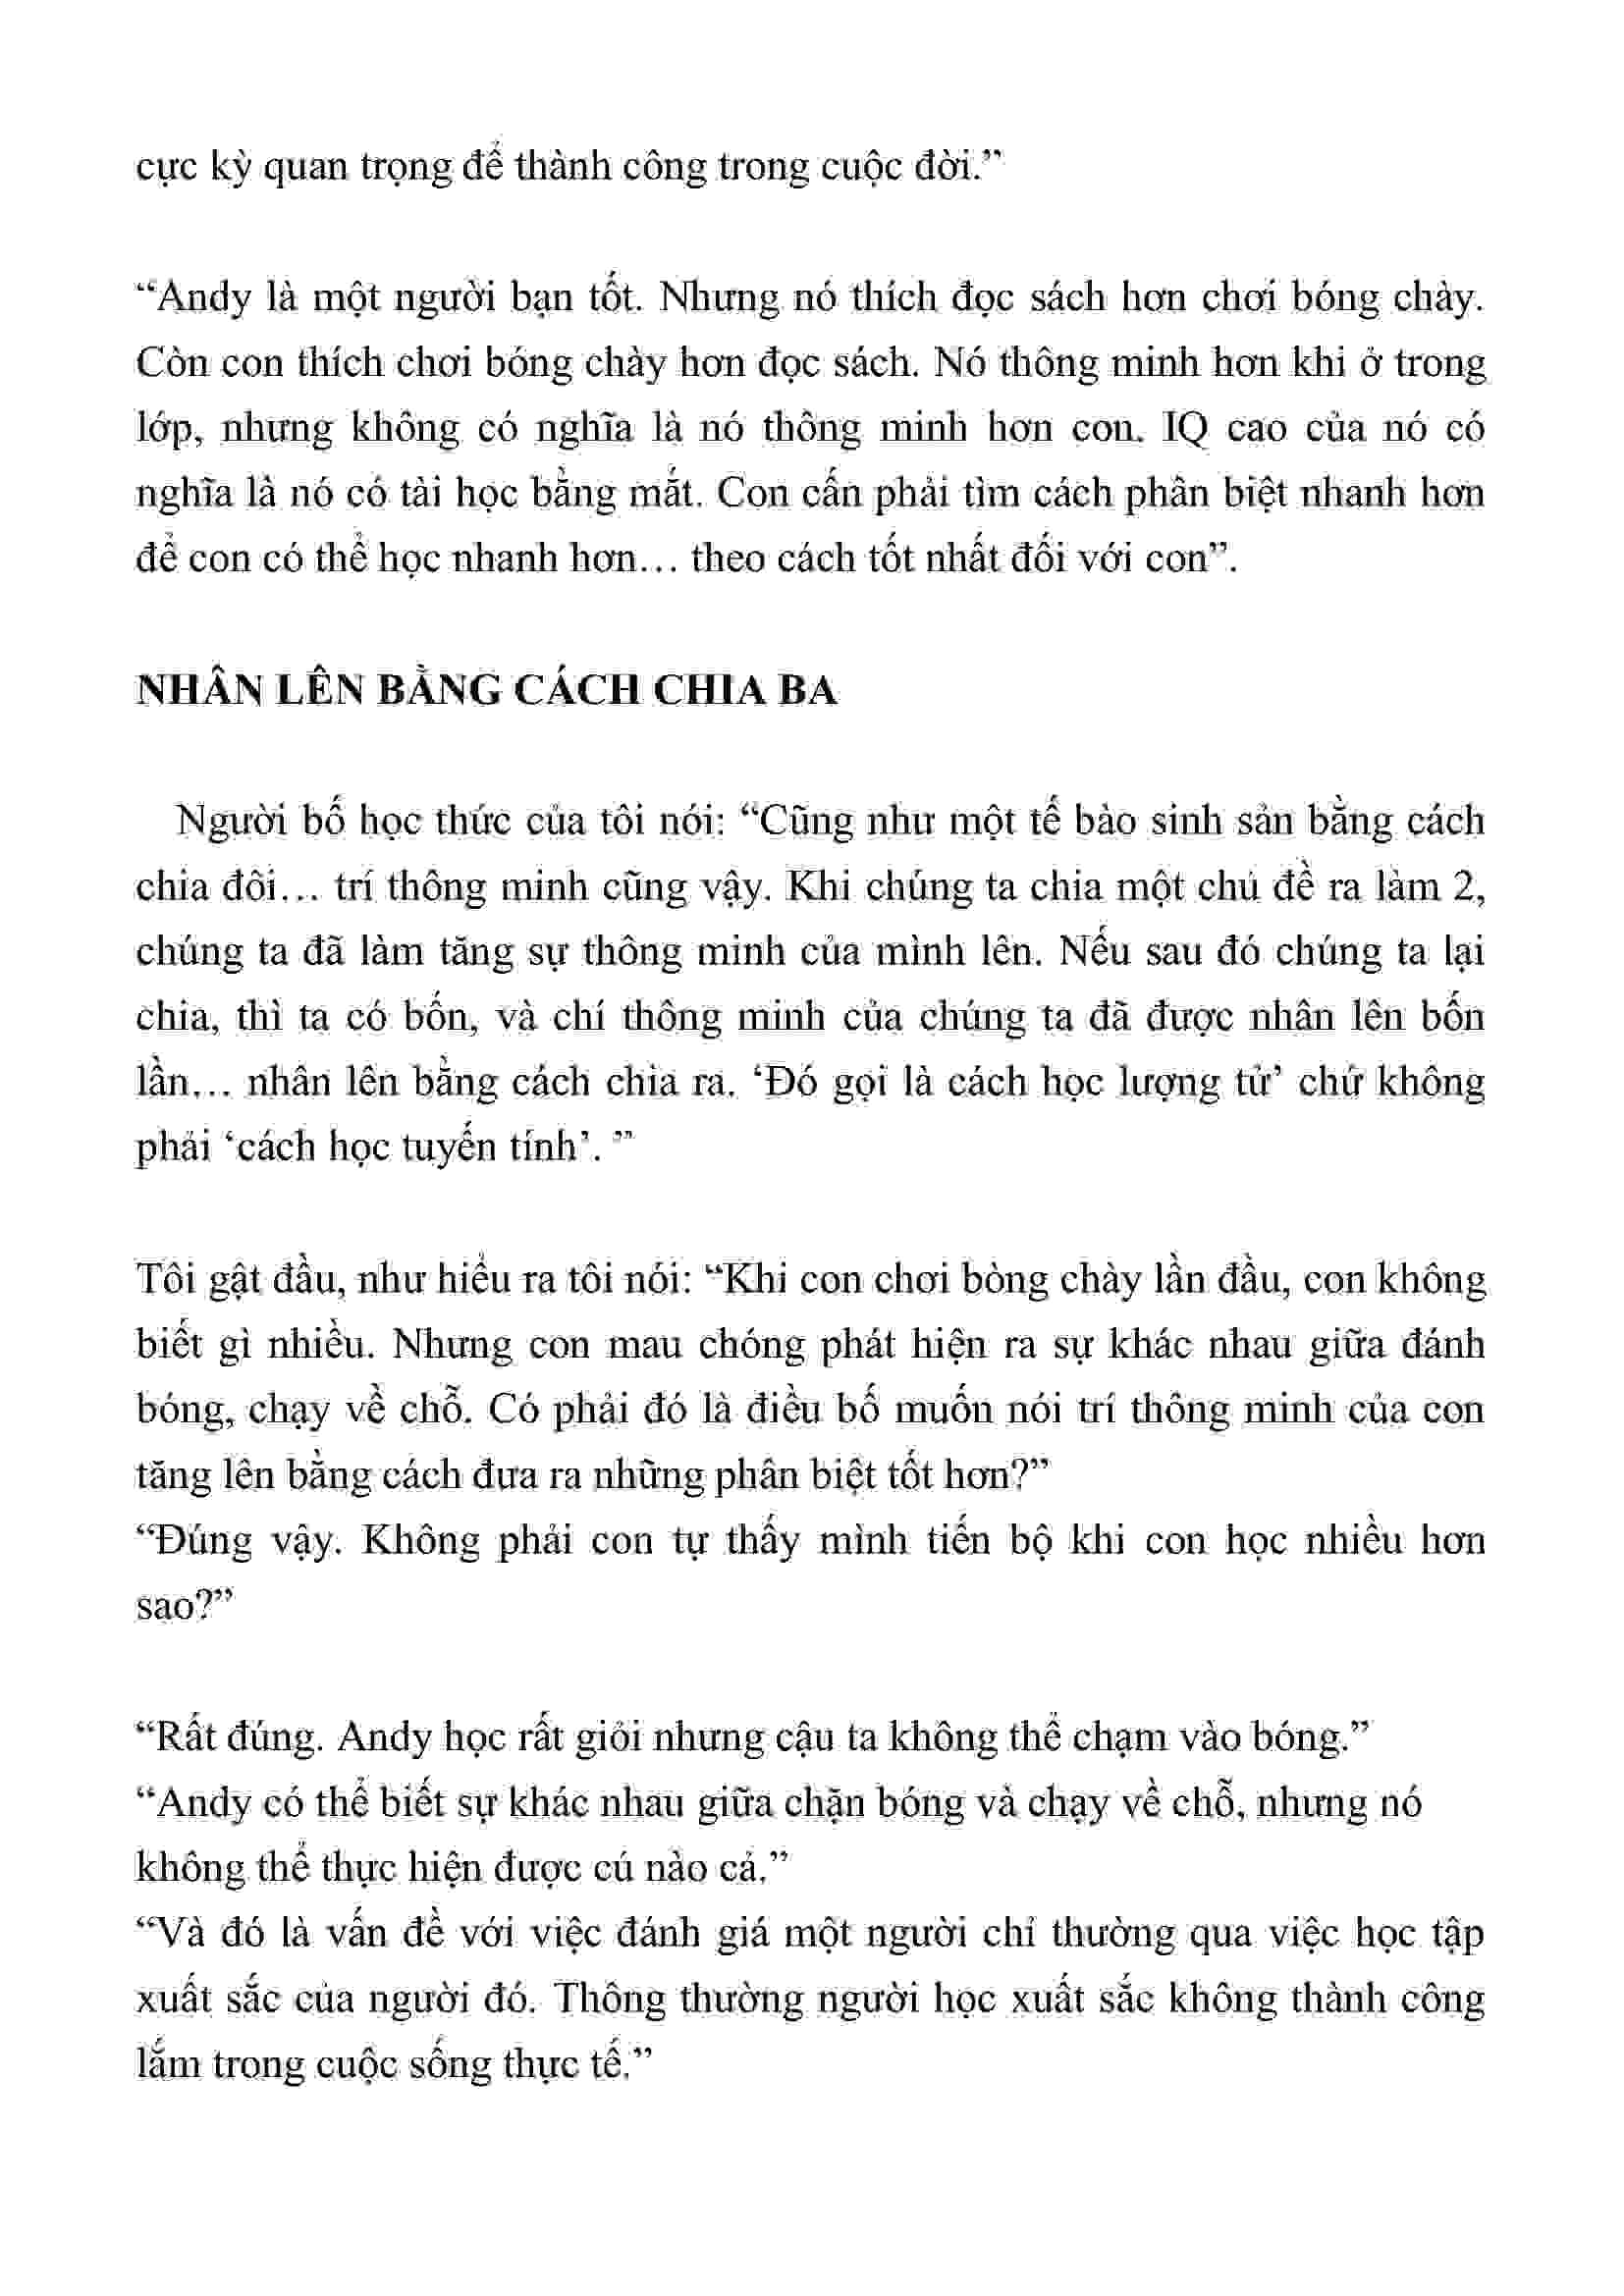 cực kỳ quan trọng để thành công trong cuộc đời.”
“Andy là một người bạn tốt. Nhưng nó thích đọc sách hơn chơi bóng chày.
Còn con thích chơi bóng chày hơn đọc sách. Nó thông minh hơn khi ở trong
lớp, nhưng không có nghĩa là nó thông minh hơn con. IQ cao của nó có
nghĩa là nó có tài học bằng mắt. Con cấn phải tìm cách phân biệt nhanh hơn
để con có thể học nhanh hơn… theo cách tốt nhất đối với con”.
NHÂN LÊN BẰNG CÁCH CHIA BA
Người bố học thức của tôi nói: “Cũng như một tế bào sinh sản bằng cách
chia đôi… trí thông minh cũng vậy. Khi chúng ta chia một chủ đề ra làm 2,
chúng ta đã làm tăng sự thông minh của mình lên. Nếu sau đó chúng ta lại
chia, thì ta có bốn, và chí thông minh của chúng ta đã được nhân lên bốn
lần… nhân lên bằng cách chia ra. ‘Đó gọi là cách học lượng tử’ chứ không
phải ‘cách học tuyến tính’. ’”
Tôi gật đầu, như hiểu ra tôi nói: “Khi con chơi bòng chày lần đầu, con không
biết gì nhiều. Nhưng con mau chóng phát hiện ra sự khác nhau giữa đánh
bóng, chạy về chỗ. Có phải đó là điều bố muốn nói trí thông minh của con
tăng lên bằng cách đưa ra những phân biệt tốt hơn?”
“Đúng vậy. Không phải con tự thấy mình tiến bộ khi con học nhiều hơn
sao?”
“Rất đúng. Andy học rất giỏi nhưng cậu ta không thể chạm vào bóng.”
“Andy có thể biết sự khác nhau giữa chặn bóng và chạy về chỗ, nhưng nó
không thể thực hiện được cú nào cả.”
“Và đó là vấn đề với việc đánh giá một người chỉ thường qua việc học tập
xuất sắc của người đó. Thông thường người học xuất sắc không thành công
lắm trong cuộc sống thực tế.”